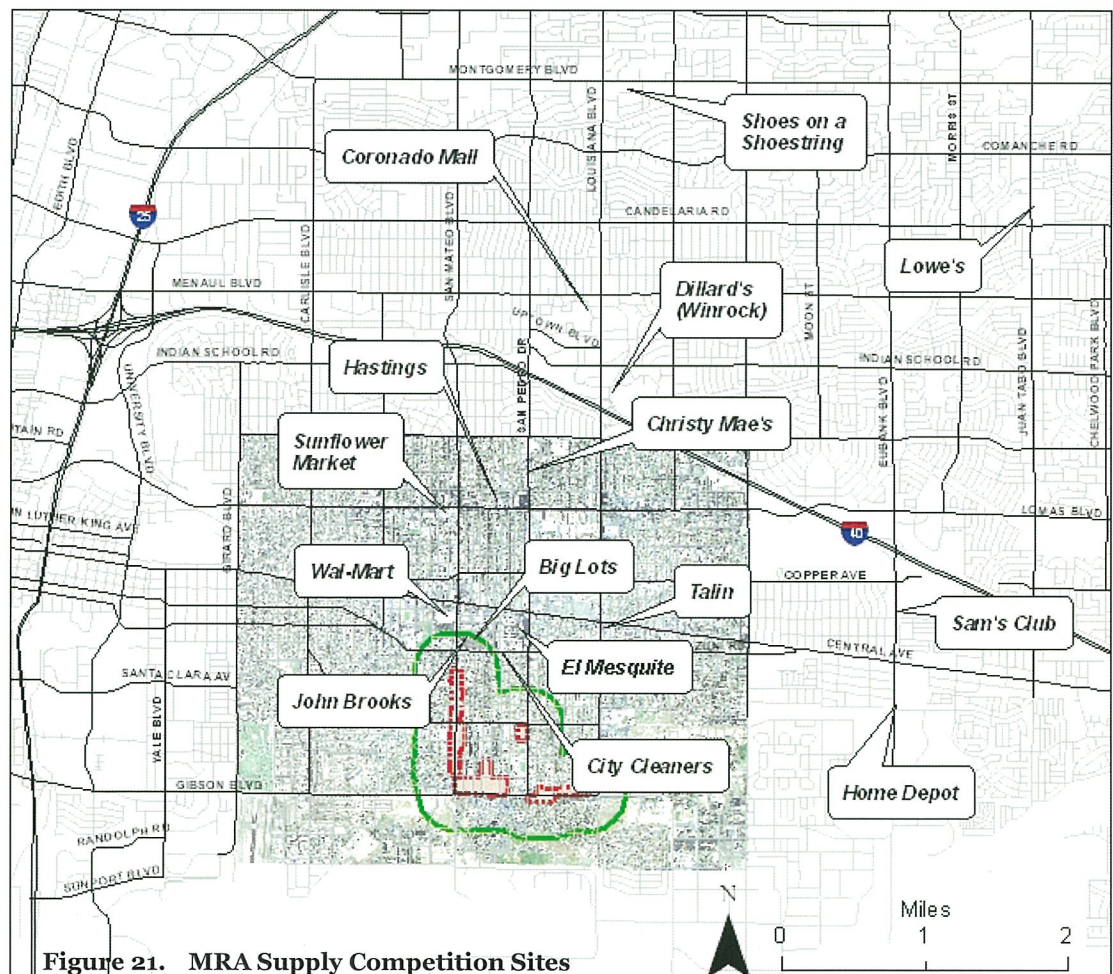 MONTGOMERY BLVD
Shoes on a
Shoestring
LOUISIANA BLVD
MORRIS ST
COMANCHE RD
Coronado Mall
EDITH BLVD
25
CANDELARIA RD
SAN MATEO BLVD
CARLISLE BLVD
Lowe's
MENAUL BLVD
Dillard's
(Winrock)
UPTOWN BLVD
MOON ST
CHELWOOD PARK BLVD
JUAN TABO BLVD
INDIAN SCHOOL RD
INDIAN SCHOOL RD
Hastings
SAN PEDRO DR
EUBANK BLVD
UNIVERSITY BLVD
Christy Mae's
Sunflower
Market
TAIN RD
GIRARD BLVD
LOMAS BLVD
N LUTHER KING AVE
40
Wal-Mart
Big Lots
COPPER AVE
Talin
Sam's Club
CENTRAL AVE
El Mesquite
SANTA CLARA AV
John Brooks
YALE BLVD
City Cleaners
GIBSON BLVD
Home Depot
RANDOLPH RD
SUNPORT BLVD
N
Miles
0 1 2
Figure 21. MRA Supply Competition Sites